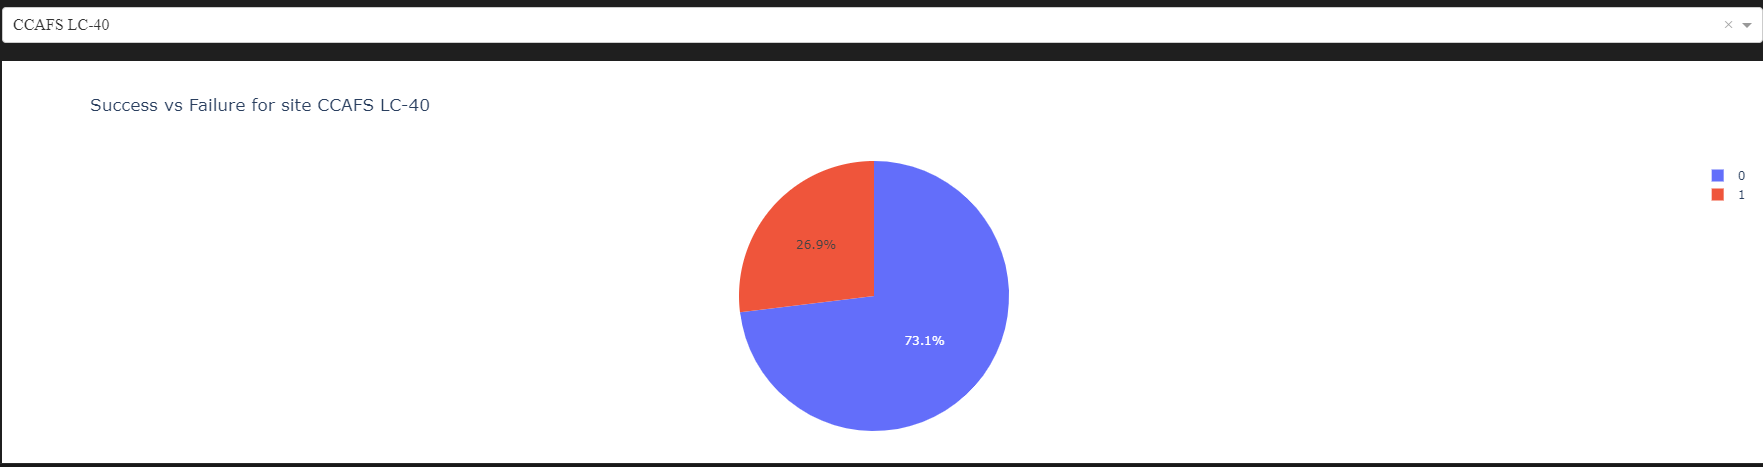 CCAFS LC-40
Success vs Failure for site CCAFS LC-40
0
1
26.9%
73.1%